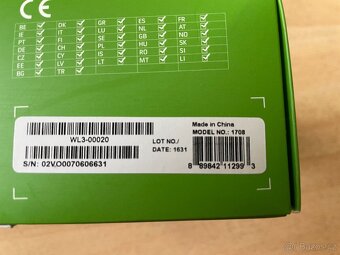 CE
BE DK GR ES FR
IE IT LU NL AT
PT FI SE GB NO
DE CH PL HU SK
CZ CY LT RO SI
EE LV IS MT LI
BG TR
WL3-00020
S/N: 02VO0070606631
LOT NO./
DATE: 1631
Made in China
MODEL NO.: 1708
8 89842 11299 3